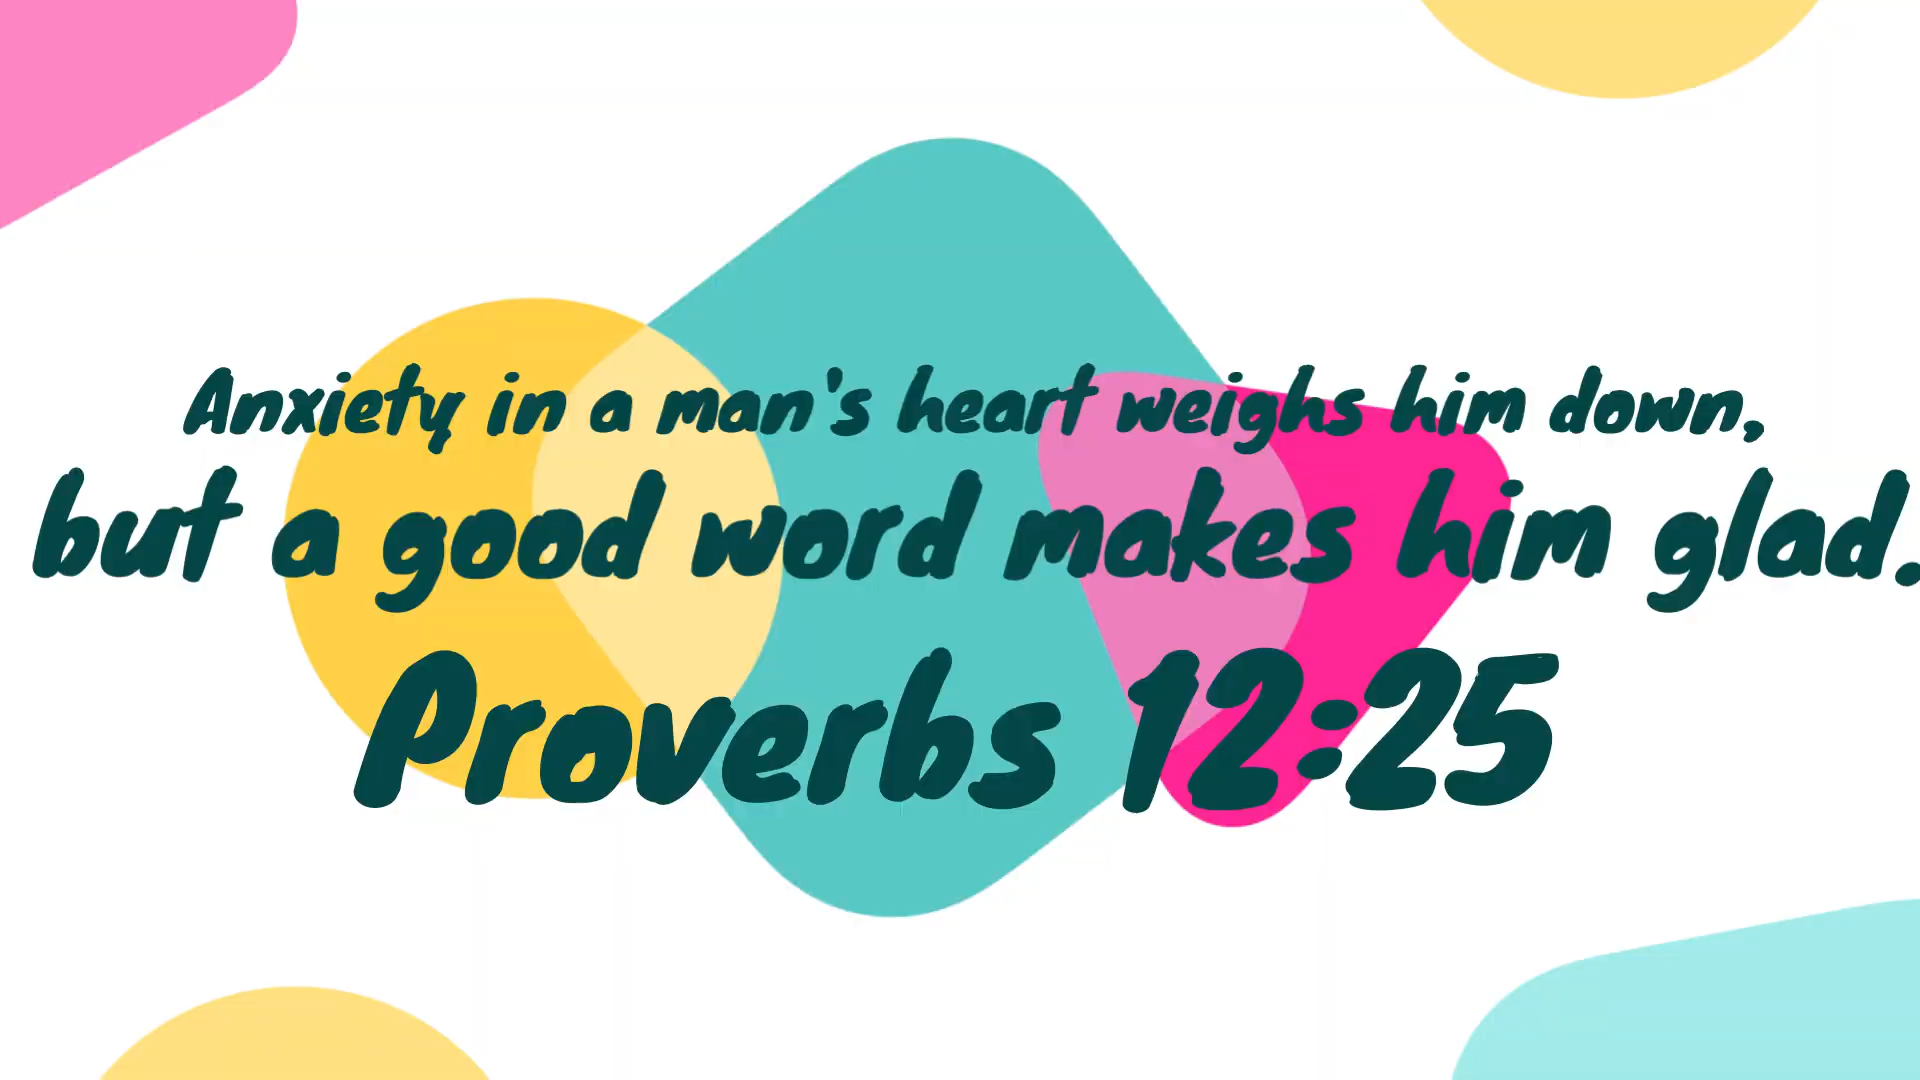 Anxiety in a man's heart weighs him down,
but a good word makes him glad.
Proverbs 12:25